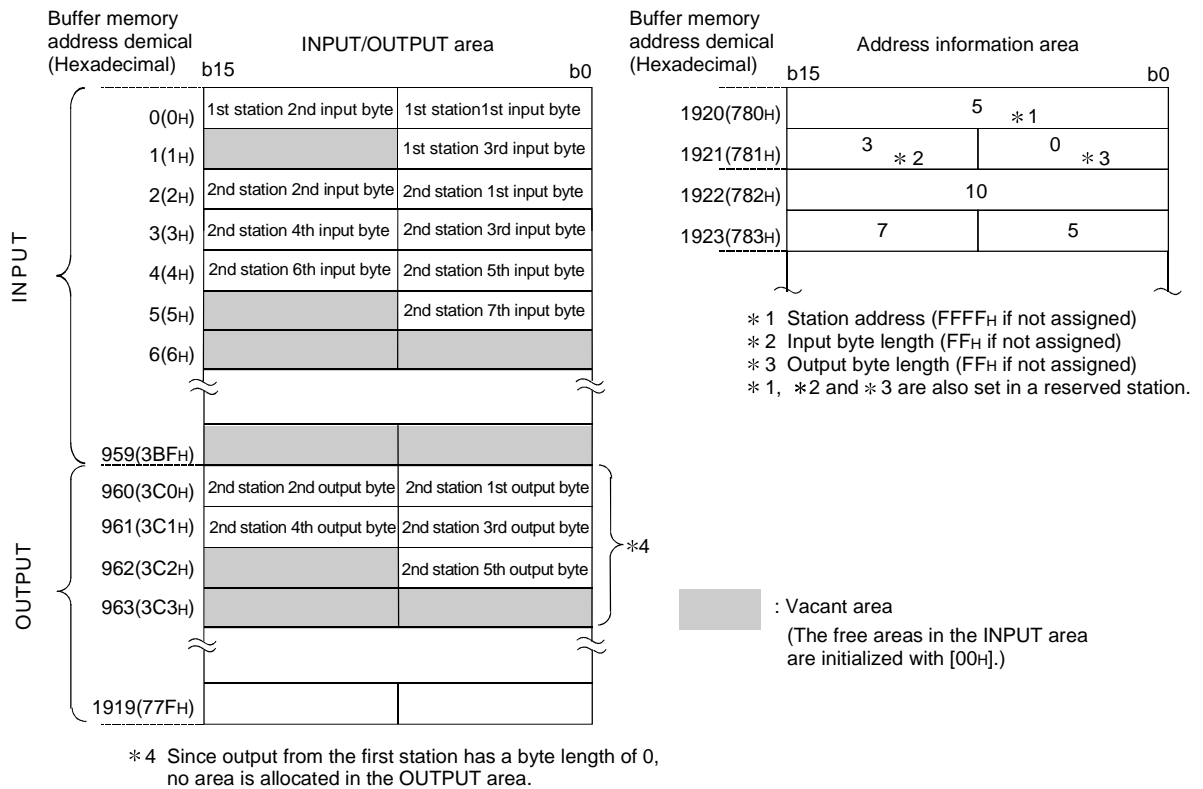 Buffer memory
address demical
(Hexadecimal)
INPUT/OUTPUT area
b15
b0
INPUT
0(0H)
1st station 2nd input byte
1st station1st input byte
1(1H)
1st station 3rd input byte
2(2H)
2nd station 2nd input byte
2nd station 1st input byte
3(3H)
2nd station 4th input byte
2nd station 3rd input byte
4(4H)
2nd station 6th input byte
2nd station 5th input byte
5(5H)
2nd station 7th input byte
6(6H)
959(3BFH)
OUTPUT
960(3C0H)
2nd station 2nd output byte
2nd station 1st output byte
961(3C1H)
2nd station 4th output byte
2nd station 3rd output byte
962(3C2H)
2nd station 5th output byte
963(3C3H)
*4
1919(77FH)
*4 Since output from the first station has a byte length of 0,
no area is allocated in the OUTPUT area.
Buffer memory
address demical
(Hexadecimal)
Address information area
b15
b0
1920(780H)
5 *1
1921(781H)
3 *2
0 *3
1922(782H)
10
1923(783H)
7
5
*1 Station address (FFFFH if not assigned)
*2 Input byte length (FFH if not assigned)
*3 Output byte length (FFH if not assigned)
*1, *2 and *3 are also set in a reserved station.
: Vacant area
(The free areas in the INPUT area
are initialized with [00H].)